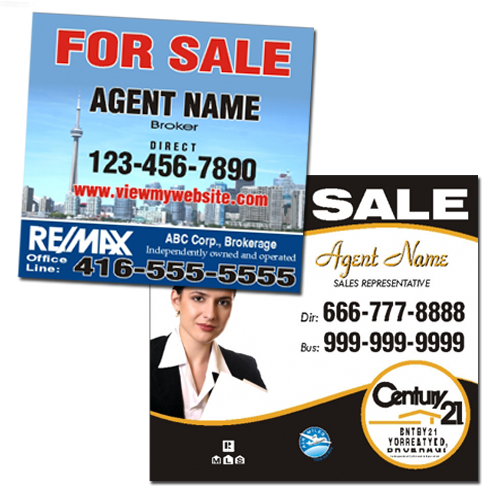 FOR SALE
AGENT NAME
Broker
DIRECT
123-456-7890
www.viewmywebsite.com
RE/MAX
ABC Corp., Brokerage
Independently owned and operated
Office Line: 416-555-5555
SALE
Agent Name
SALES REPRESENTATIVE
Dir: 666-777-8888
Bus: 999-999-9999
Century 21
MLS